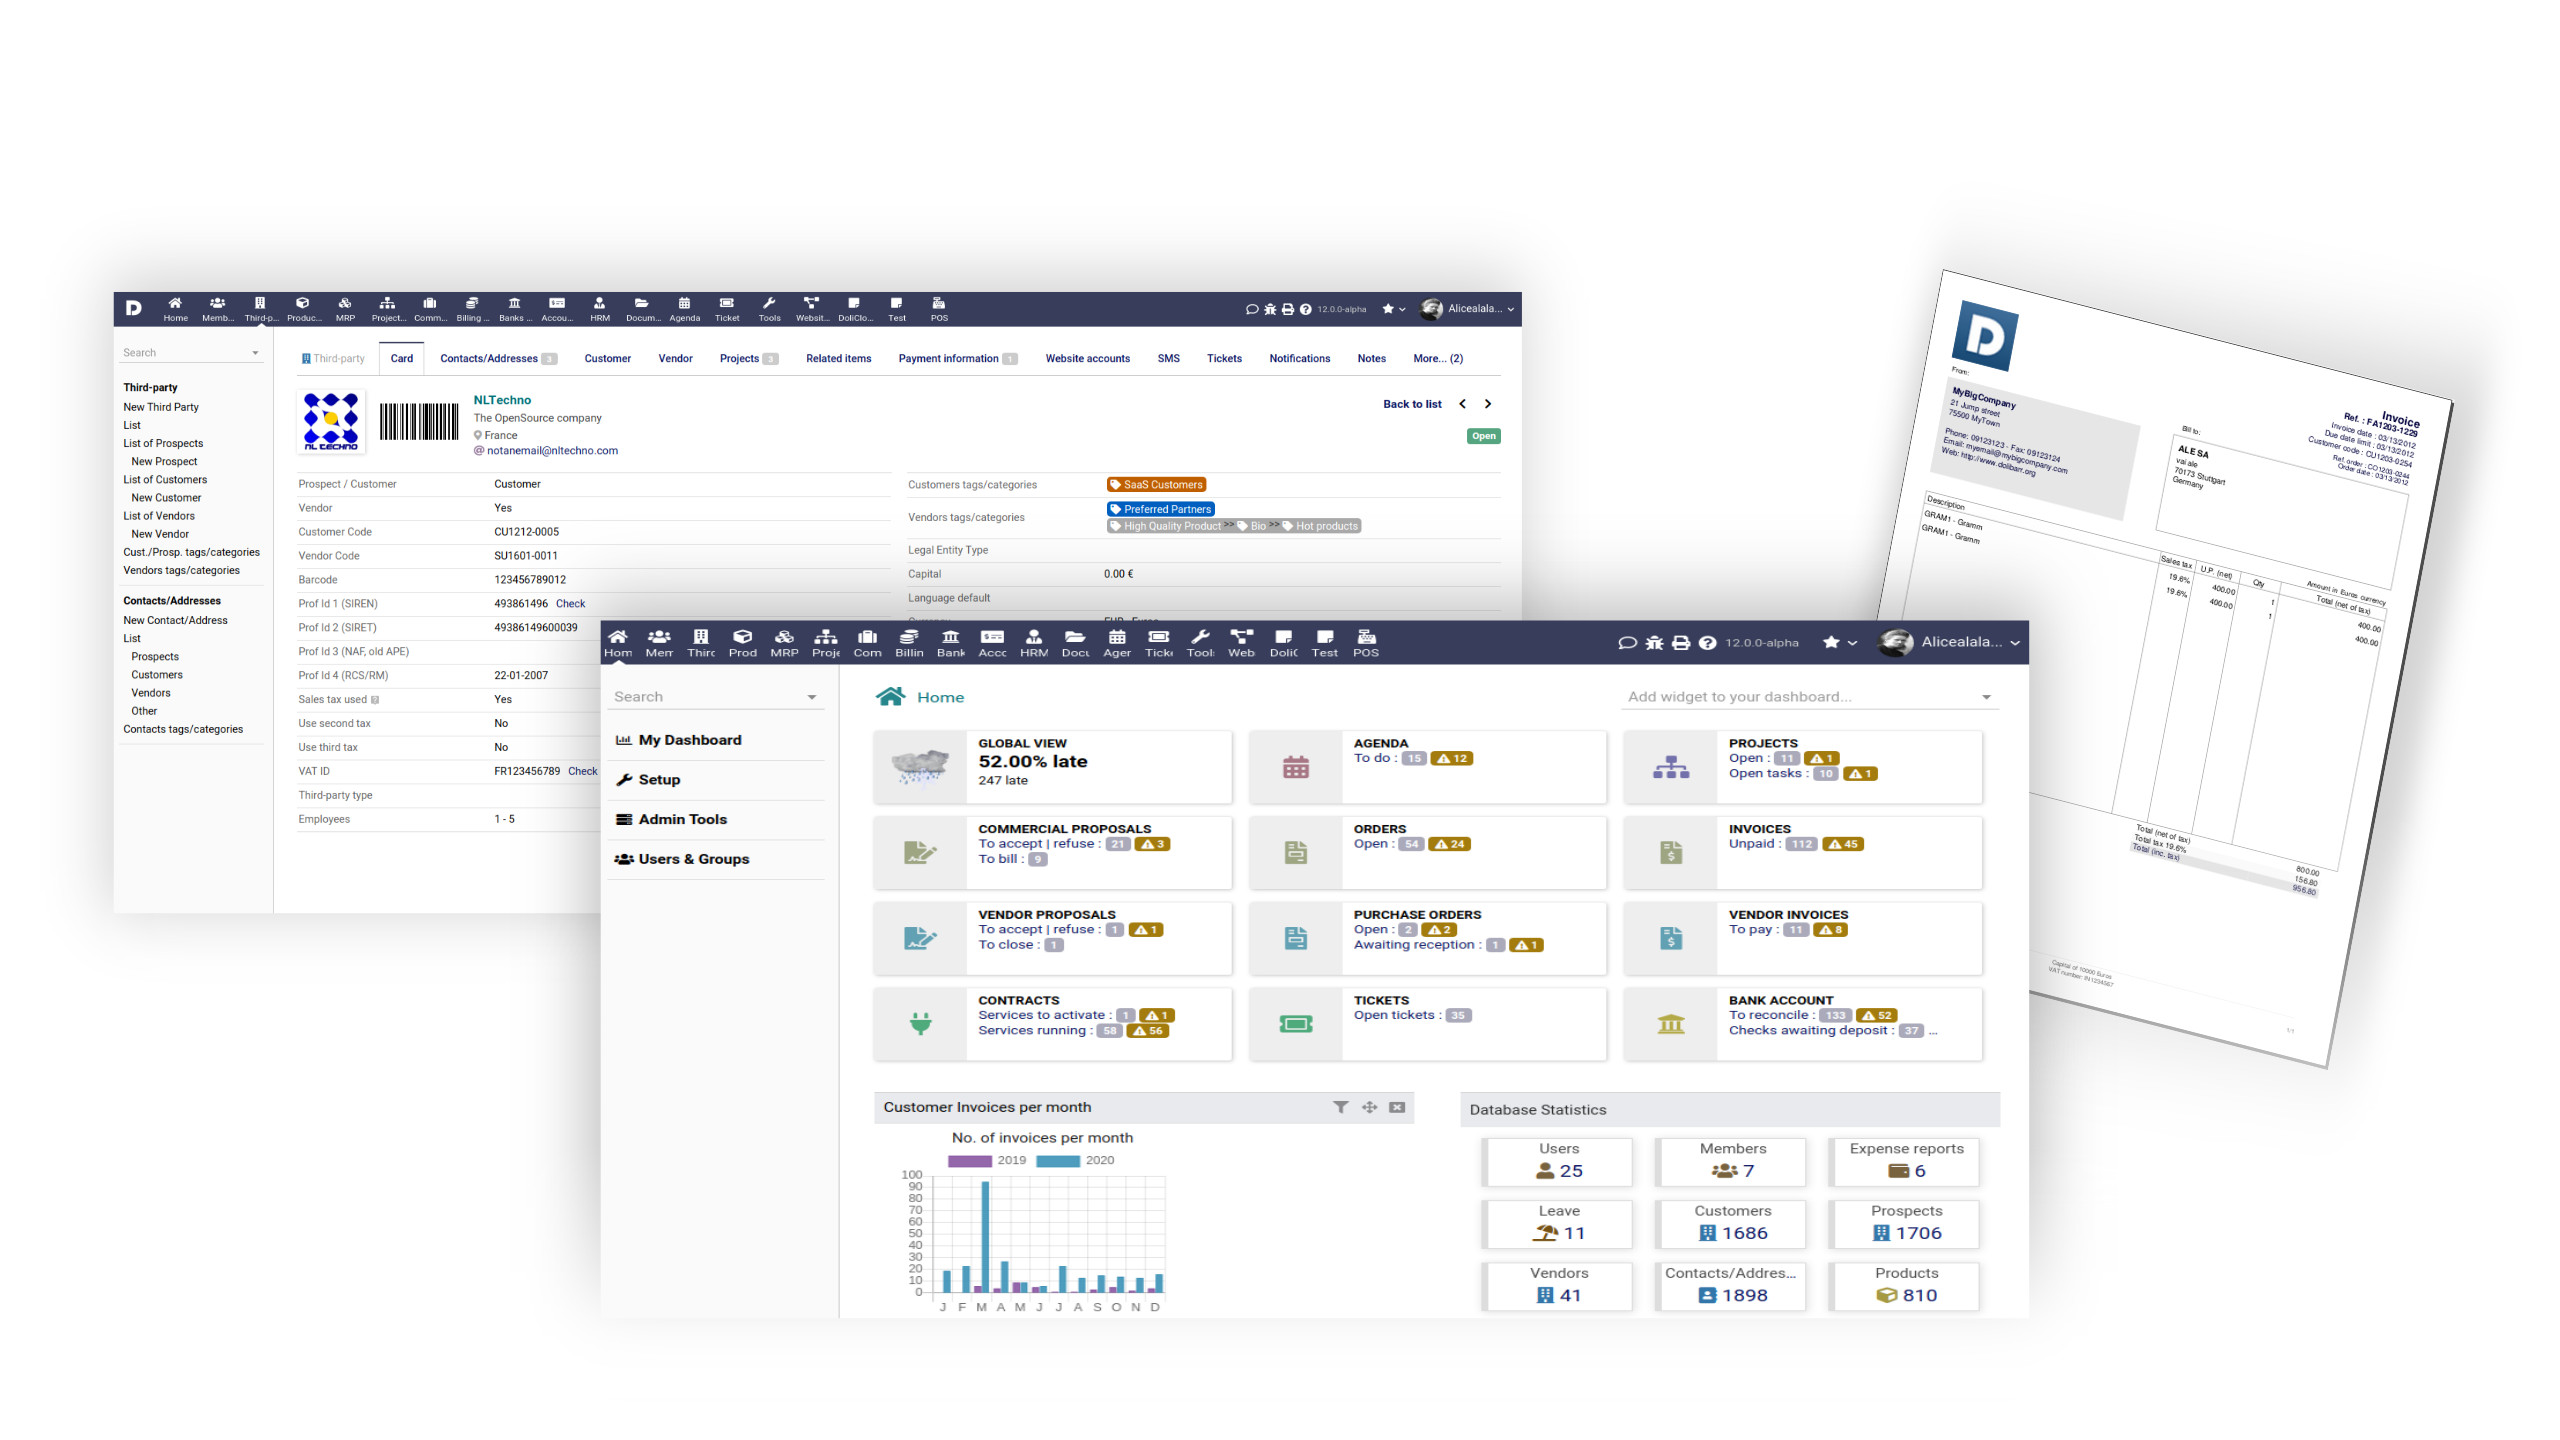 D
Home Memb... Third-p... Produc... MRP Project... Comm... Billing ... Banks ... Accou... HRM Docum... Agenda Ticket Tools Websit... DoliClo... Test POS
12.0.0-alpha Alicealala...
Search
Third-party
New Third Party
List
List of Prospects
New Prospect
List of Customers
New Customer
List of Vendors
New Vendor
Cust./Prosp. tags/categories
Vendors tags/categories
Contacts/Addresses
New Contact/Address
List
Prospects
Customers
Vendors
Other
Contacts tags/categories
Third-party Card Contacts/Addresses 3 Customer Vendor Projects 3 Related items Payment information 1 Website accounts SMS Tickets Notifications Notes More... (2)
NL TECHNO
NLTechno
The OpenSource company
France
@ notanemail@nltechno.com
Back to list
Open
Prospect / Customer Customer
Vendor Yes
Customer Code CU1212-0005
Vendor Code SU1601-0011
Barcode 123456789012
Prof Id 1 (SIREN) 493861496 Check
Prof Id 2 (SIRET) 49386149600039
Prof Id 3 (NAF, old APE)
Prof Id 4 (RCS/RM) 22-01-2007
Sales tax used Yes
Use second tax No
Use third tax No
VAT ID FR123456789 Check
Third-party type
Employees 1 - 5
Customers tags/categories SaaS Customers
Vendors tags/categories Preferred Partners
High Quality Product >> Bio >> Hot products
Legal Entity Type
Capital 0.00 €
Language default
Hom Mem Thirc Prod MRP Proje Com Billin Bank Accc HRM Docu Ager Ticke Tool: Web Doli( Test POS
12.0.0-alpha Alicealala...
Search
My Dashboard
Setup
Admin Tools
Users & Groups
Home
Add widget to your dashboard...
GLOBAL VIEW
52.00% late
247 late
AGENDA
To do : 15 12
PROJECTS
Open : 11 1
Open tasks : 10 1
COMMERCIAL PROPOSALS
To accept | refuse : 21 3
To bill : 9
ORDERS
Open : 54 24
INVOICES
Unpaid : 112 45
VENDOR PROPOSALS
To accept | refuse : 1 1
To close : 1
PURCHASE ORDERS
Open : 2 2
Awaiting reception : 1 1
VENDOR INVOICES
To pay : 11 8
CONTRACTS
Services to activate : 1 1
Services running : 58 56
TICKETS
Open tickets : 35
BANK ACCOUNT
To reconcile : 133 52
Checks awaiting deposit : 37 ...
Customer Invoices per month
No. of invoices per month
2019 2020
100
90
80
70
60
50
40
30
20
10
0
J F M A M J J A S O N D
Database Statistics
Users
25
Members
7
Expense reports
6
Leave
11
Customers
1686
Prospects
1706
Vendors
41
Contacts/Addres...
1898
Products
810
D
From:
MyBigCompany
21 Jump street
75500 MyTown
Phone: 09123123 - Fax: 09123124
Email: myemail@mybigcompany.com
Web: http://www.dolibarr.org
Invoice
Ref. : FA1203-1229
Invoice date : 03/13/2012
Due date limit : 03/13/2012
Customer code : CU1203-0254
Ref. order : CO1203-0244
Order date : 03/13/2012
Bill to:
ALE SA
val ale
70173 Stuttgart
Germany
Amount in Euros currency
Description Sales tax U.P. (net) Qty Total (net of tax)
GRAM1 - Gramm 19.6% 400.00 1 400.00
GRAM1 - Gramm 19.6% 400.00 1 400.00
Total (net of tax) 800.00
Total tax 19.6% 156.80
Total (inc. tax) 956.80
Capital of 10000 Euros
VAT number: IN1234567
1/1